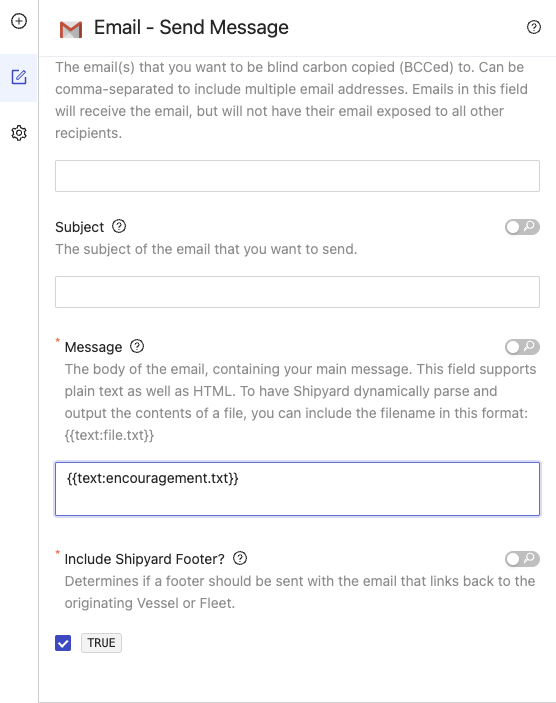 Email - Send Message
The email(s) that you want to be blind carbon copied (BCCed) to. Can be
comma-separated to include multiple email addresses. Emails in this field
will receive the email, but will not have their email exposed to all other
recipients.
Subject
The subject of the email that you want to send.
* Message
The body of the email, containing your main message. This field supports
plain text as well as HTML. To have Shipyard dynamically parse and
output the contents of a file, you can include the filename in this format:
{{text:file.txt}}
{{text:encouragement.txt}}
* Include Shipyard Footer?
Determines if a footer should be sent with the email that links back to the
originating Vessel or Fleet.
TRUE